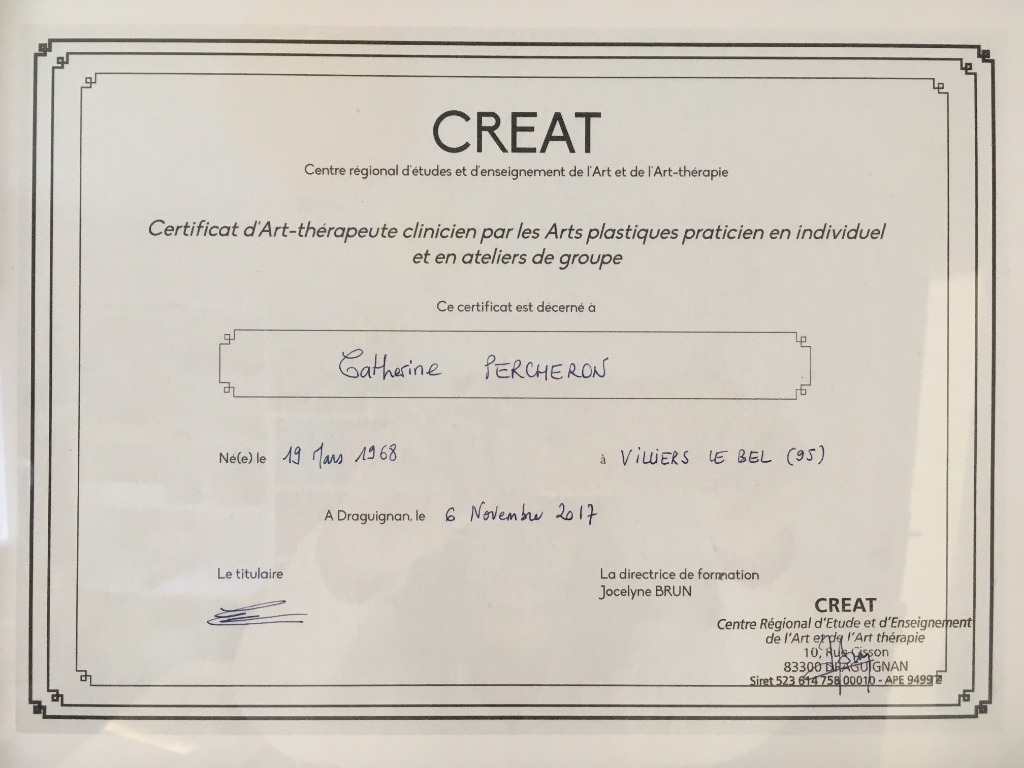 CREAT
Centre régional d'études et d'enseignement de l'Art et de l'Art-thérapie
Certificat d'Art-thérapeute clinicien par les Arts plastiques praticien en individuel
et en ateliers de groupe
Ce certificat est décerné à
Catherine PERCHERON
Né(e) le 19 Mars 1968 à VILLIERS LE BEL (95)
A Draguignan, le 6 Novembre 2017
Le titulaire
La directrice de formation
Jocelyne BRUN
CREAT
Centre Régional d'Etude et d'Enseignement
de l'Art et de l'Art thérapie
10, Rue Cisson
83300 DRAGUIGNAN
Siret 523 614 758 00010 - APE 9499 Z